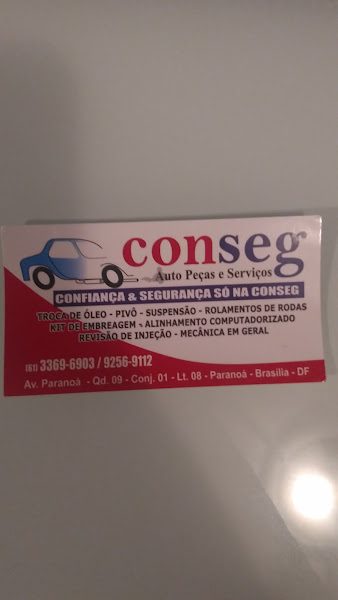 conseg
Auto Peças e Serviços
CONFIANÇA & SEGURANÇA SÓ NA CONSEG
TROCA DE ÓLEO - PIVÔ - SUSPENSÃO - ROLAMENTOS DE RODAS
KIT DE EMBREAGEM - ALINHAMENTO COMPUTADORIZADO
REVISÃO DE INJEÇÃO - MECÂNICA EM GERAL
(61) 3369-6903 / 9256-9112
Av. Paranoá - Qd. 09 - Conj. 01 - Lt. 08 - Paranoá - Brasília - DF